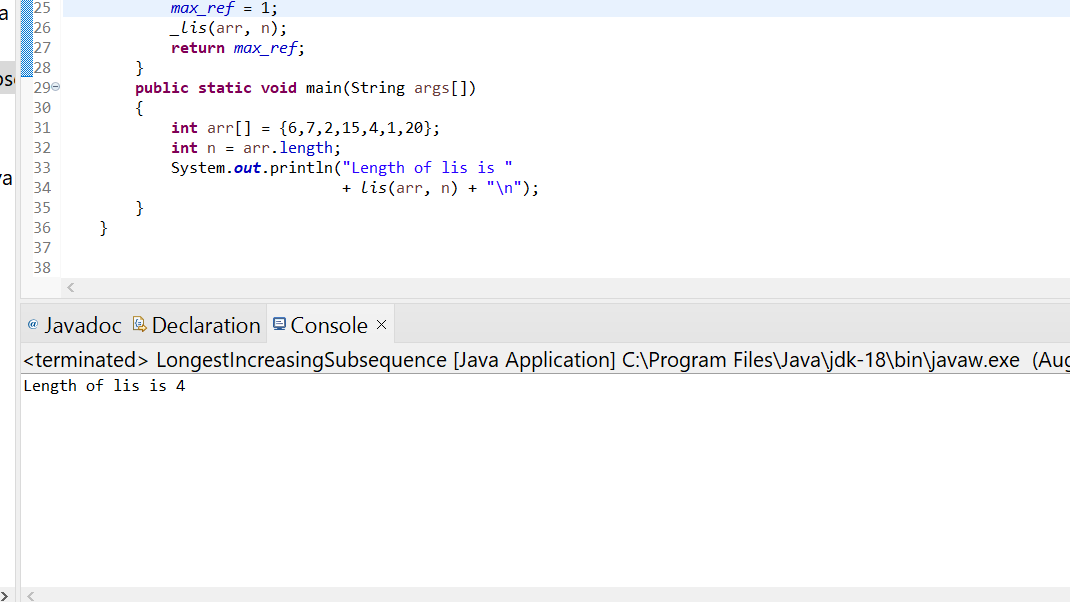 25 max_ref = 1;
26 _lis(arr, n);
27 return max_ref;
28 }
29 public static void main(String args[])
30 {
31 int arr[] = {6,7,2,15,4,1,20};
32 int n = arr.length;
33 System.out.println("Length of lis is "
34 + lis(arr, n) + "\n");
35 }
36 }
37
38
@ Javadoc Declaration Console
<terminated> LongestIncreasingSubsequence [Java Application] C:\Program Files\Java\jdk-18\bin\javaw.exe (Aug
Length of lis is 4